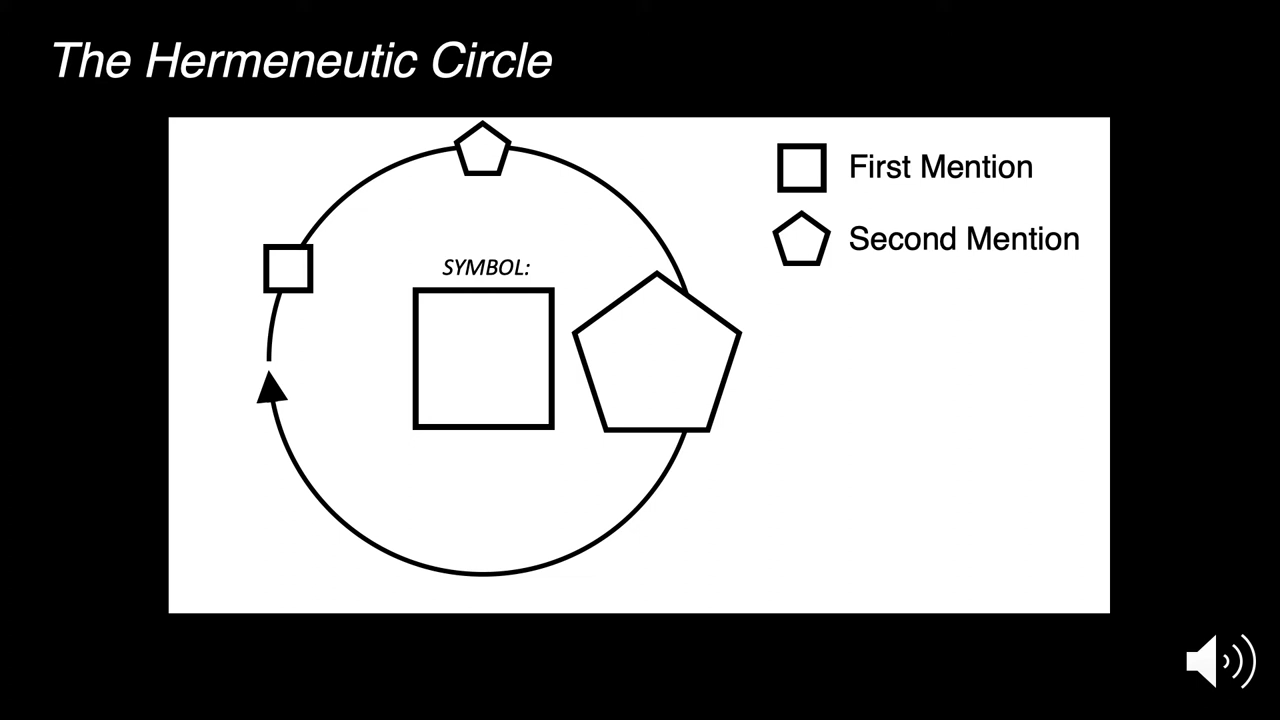 The Hermeneutic Circle
First Mention
Second Mention
SYMBOL: